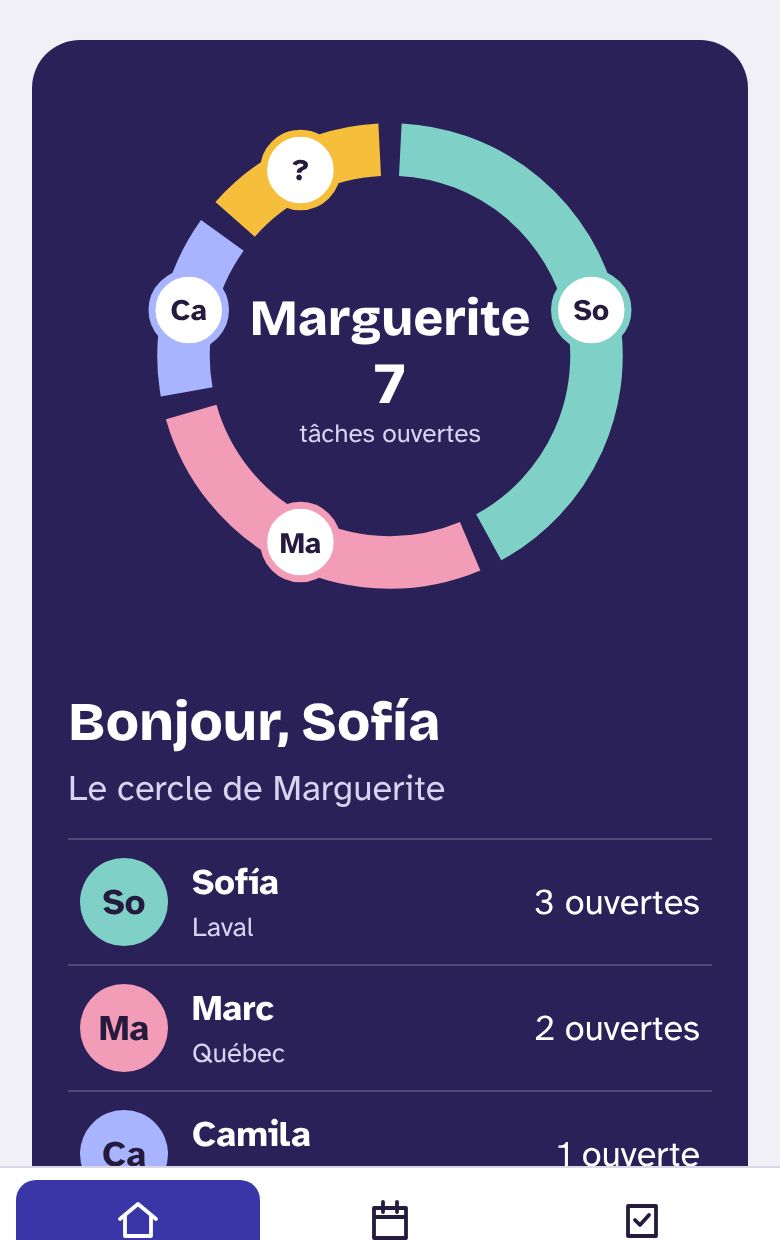 ?
Ca
So
Marguerite
7
tâches ouvertes
Ma
Bonjour, Sofía
Le cercle de Marguerite
So
Sofía
Laval
3 ouvertes
Ma
Marc
Québec
2 ouvertes
Ca
Camila
1 ouverte